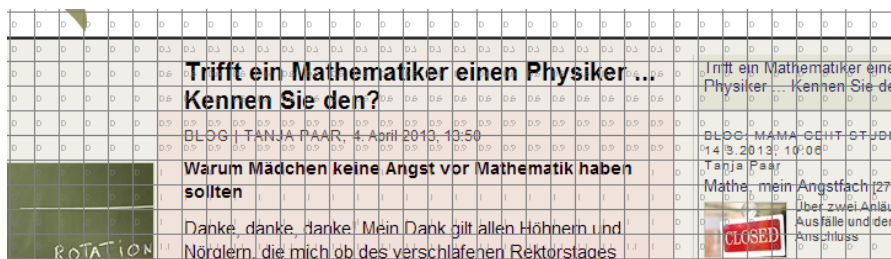 Trifft ein Mathematiker einen Physiker ...
Kennen Sie den?
BLOG | TANJA PAAR, 4. April 2013, 13:50
Warum Mädchen keine Angst vor Mathematik haben
sollten
Danke, danke, danke! Mein Dank gilt allen Höhnern und
Nörglern, die mich ob des verschlafenen Rektorstages
ROTATION
Trifft ein Mathematiker eine
Physiker ... Kennen Sie de
BLOG: MAMA GEHT STUDI
14.3.2013, 10:06
Tanja Paar
Mathe, mein Angstfach [27
Über zwei Anläu
Ausfälle und der
Anschluss
CLOSED